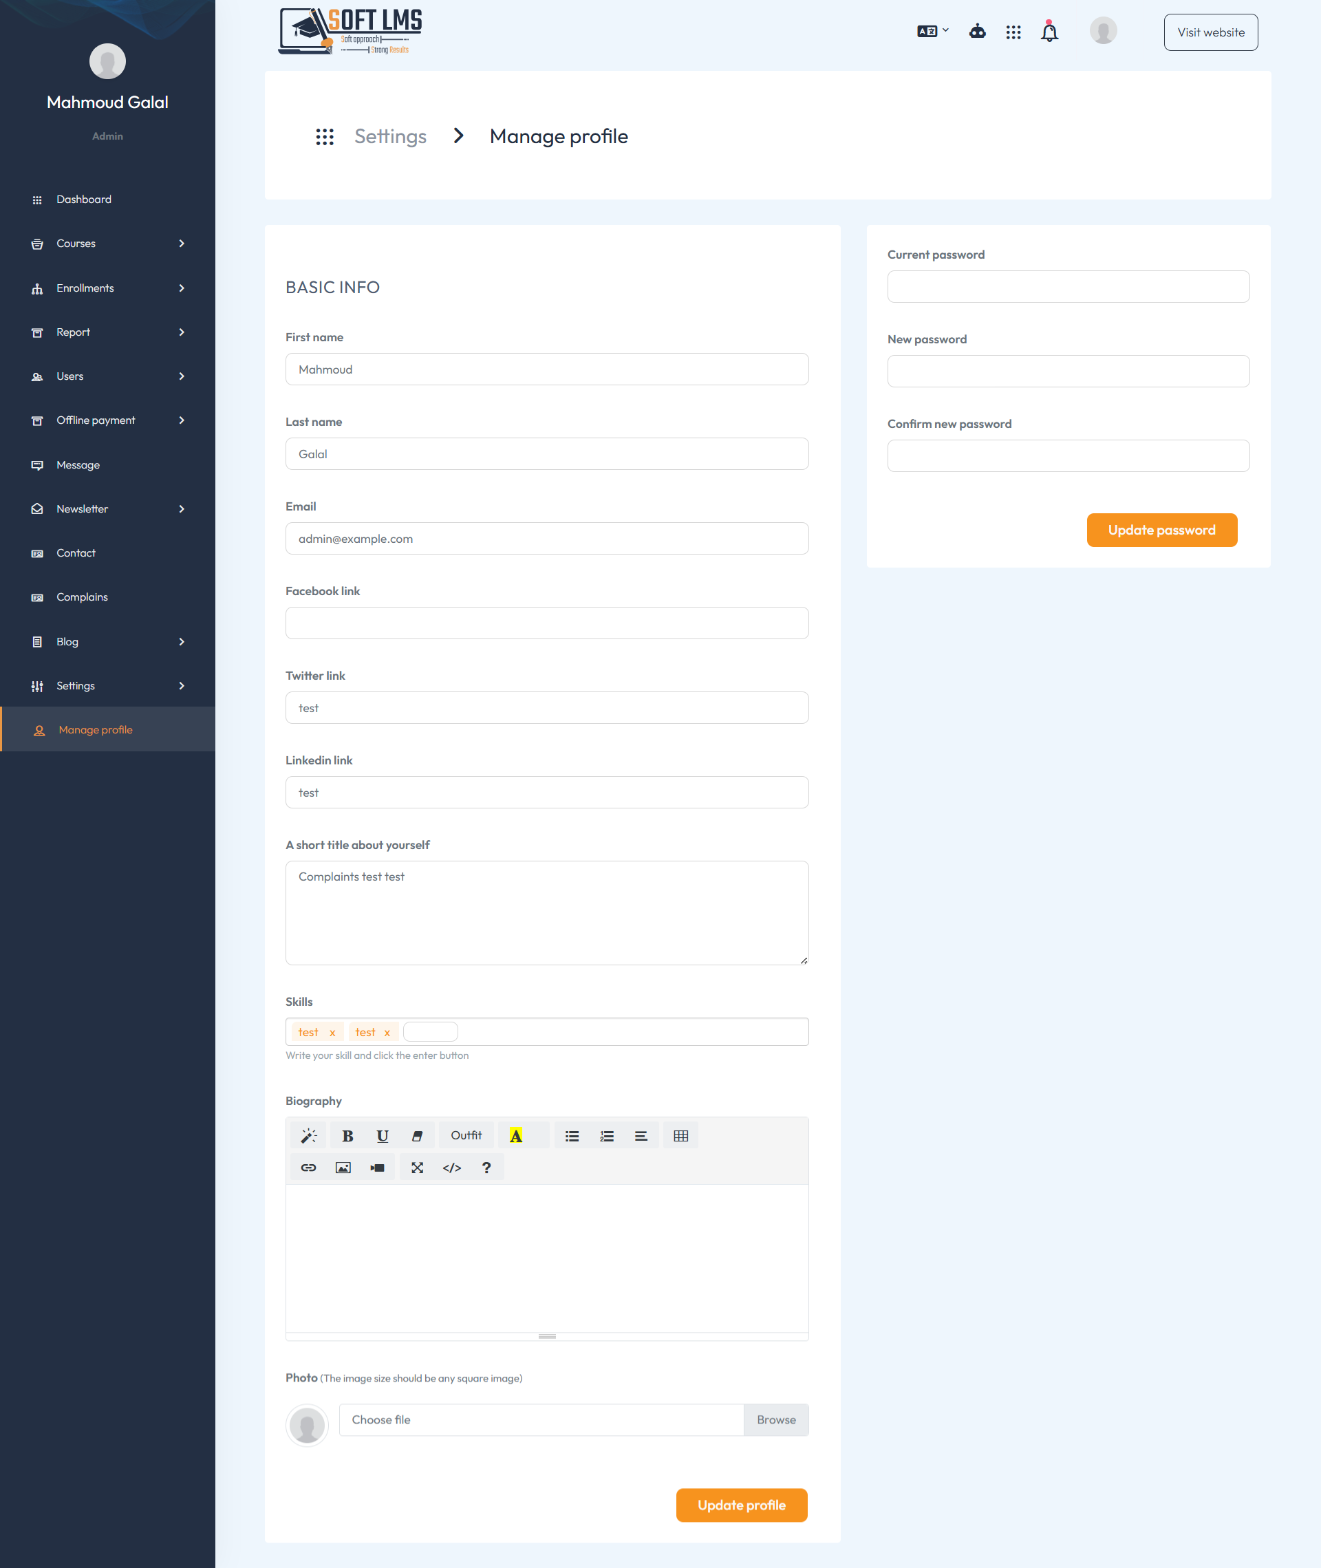 Mahmoud Galal
Admin
Dashboard
Courses
Enrollments
Report
Users
Offline payment
Message
Newsletter
Contact
Complains
Blog
Settings
Manage profile
SOFT LMS
Soft approach
Strong Results
Visit website
Settings
Manage profile
BASIC INFO
First name
Mahmoud
Last name
Galal
Email
admin@example.com
Facebook link
Twitter link
test
Linkedin link
test
A short title about yourself
Complaints test test
Skills
test x test x
Write your skill and click the enter button
Biography
B U Outfit A
</> ?
Photo (The image size should be any square image)
Choose file Browse
Update profile
Current password
New password
Confirm new password
Update password